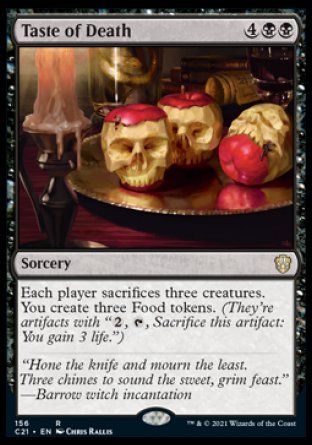 Taste of Death 4
Sorcery
Each player sacrifices three creatures.
You create three Food tokens. (They’re
artifacts with “2, , Sacrifice this artifact:
You gain 3 life.”)
“Hone the knife and mourn the least.
Three chimes to sound the sweet, grim feast.”
—Barrow witch incantation
156 R
C21 • EN CHRIS RALLIS
™ & © 2021 Wizards of the Coast